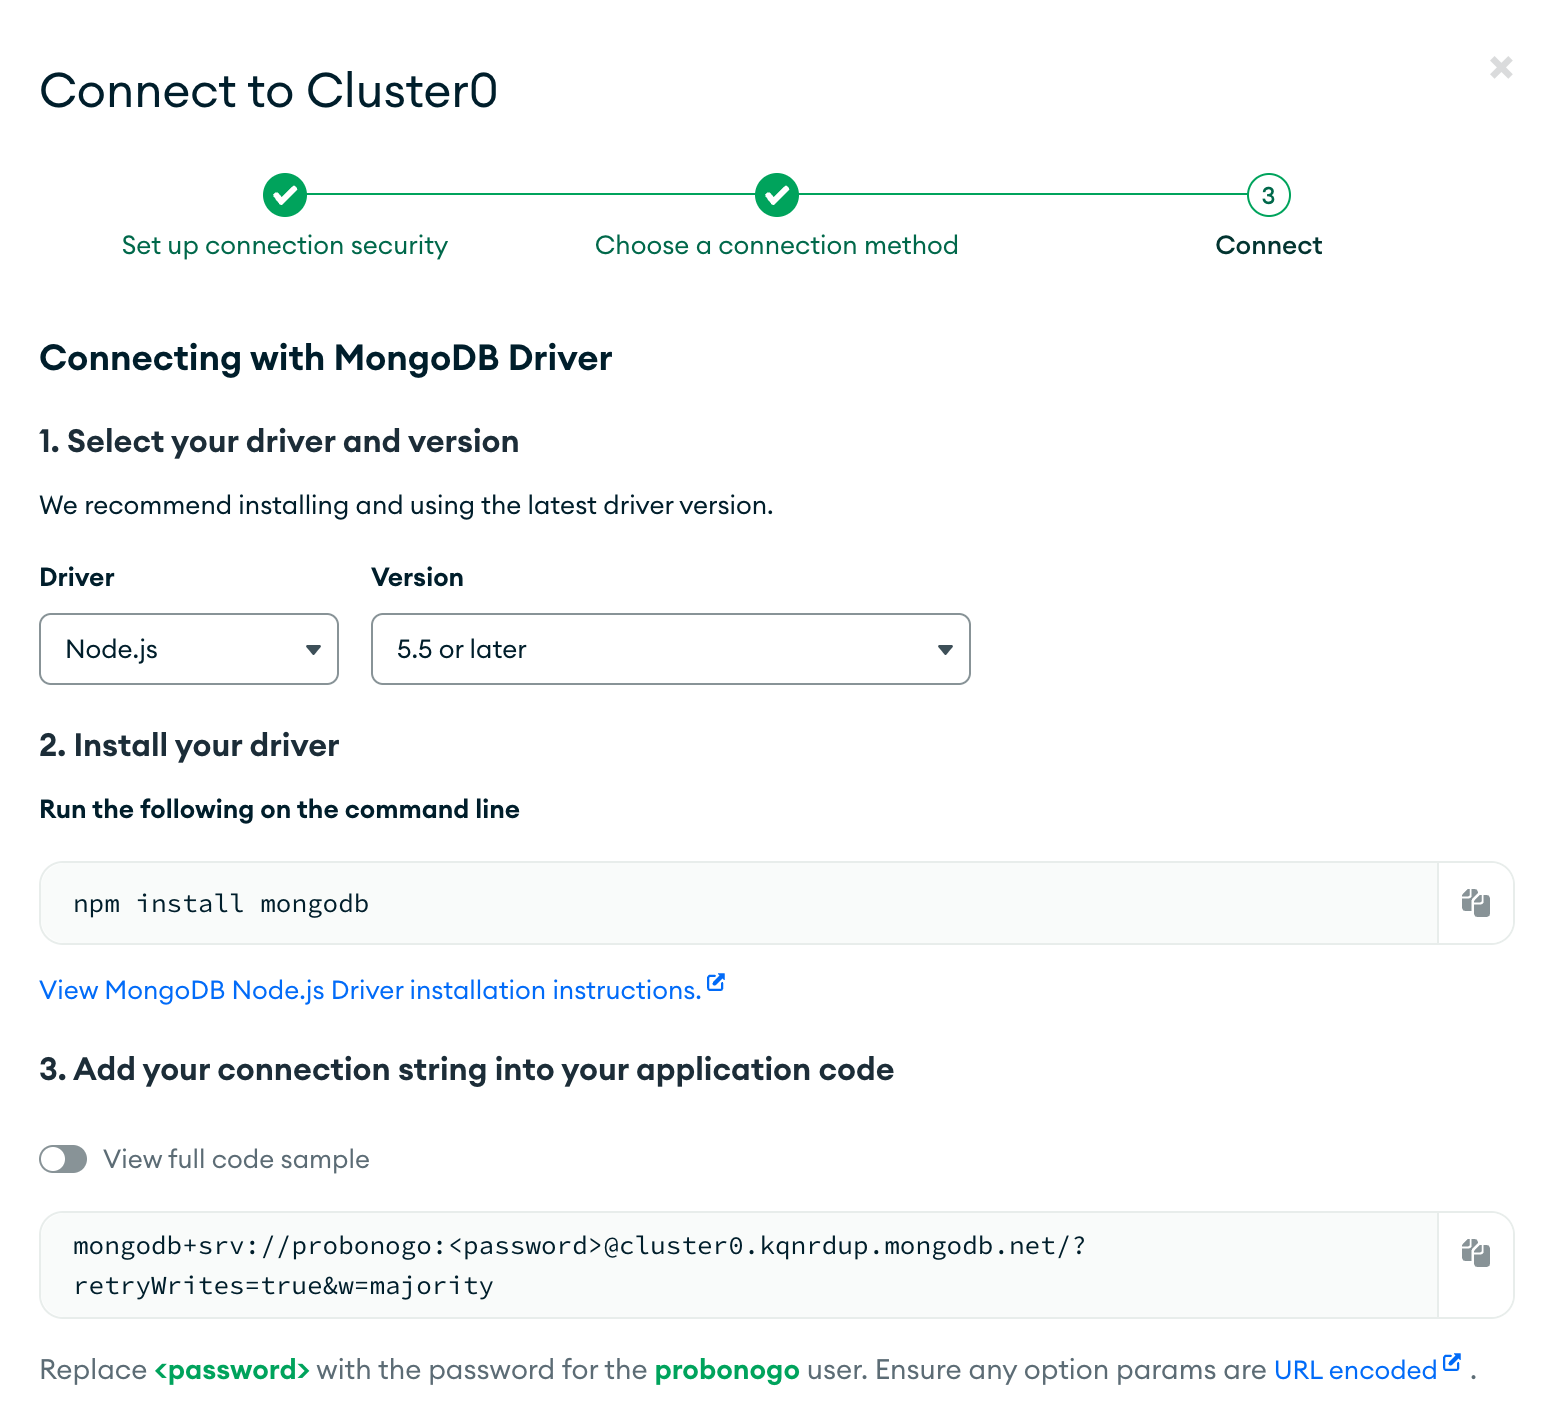 Connect to Cluster0
Set up connection security
Choose a connection method
3
Connect
Connecting with MongoDB Driver
1. Select your driver and version
We recommend installing and using the latest driver version.
Driver
Version
Node.js
5.5 or later
2. Install your driver
Run the following on the command line
npm install mongodb
View MongoDB Node.js Driver installation instructions.
3. Add your connection string into your application code
View full code sample
mongodb+srv://probonogo:<password>@cluster0.kqnrdup.mongodb.net/?
retryWrites=true&w=majority
Replace <password> with the password for the probonogo user. Ensure any option params are URL encoded .